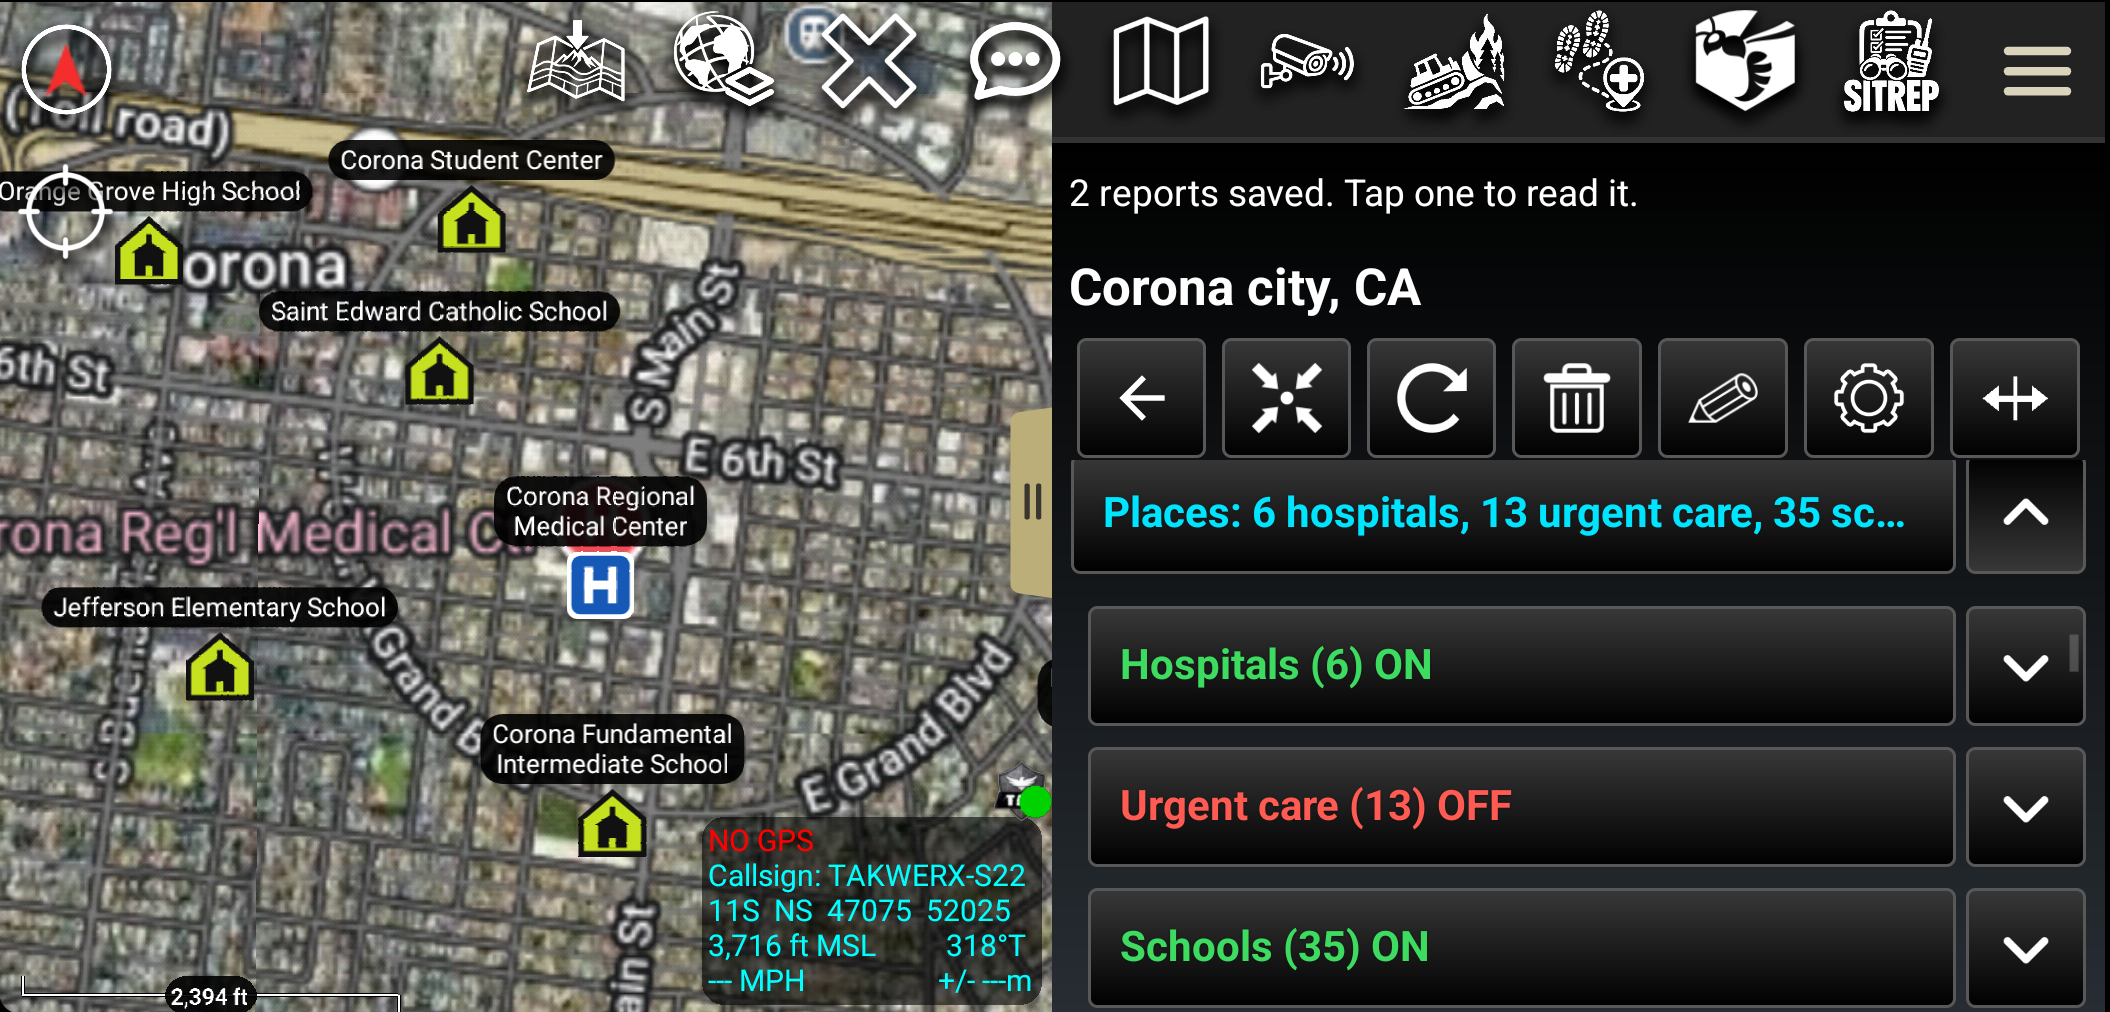 (Toll road)
Corona Student Center
Orange Grove High School
Corona
Saint Edward Catholic School
S Main St
6th St
E 6th St
Corona Regional
Medical Center
rona Reg'l Medical C
Jefferson Elementary School
Grand B
Corona Fundamental
Intermediate School
E Grand Blvd
ain St
NO GPS
Callsign: TAKWERX-S22
11S NS 47075 52025
3,716 ft MSL 318°T
--- MPH +/- ---m
2,394 ft
SITREP
2 reports saved. Tap one to read it.
Corona city, CA
Places: 6 hospitals, 13 urgent care, 35 sc...
Hospitals (6) ON
Urgent care (13) OFF
Schools (35) ON
H